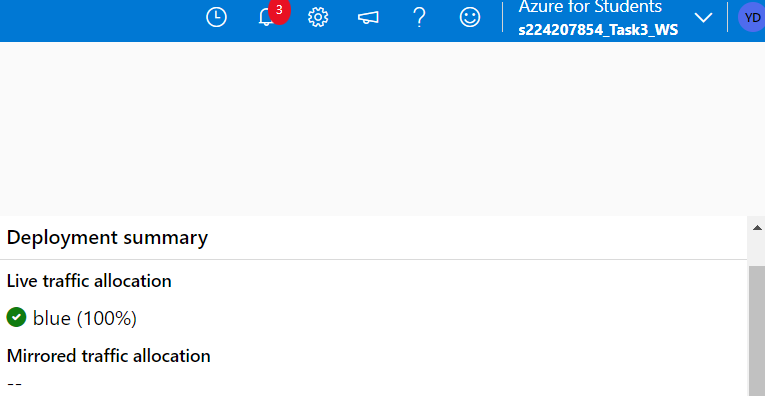 3
Azure for Students
s224207854_Task3_WS
YD
Deployment summary
Live traffic allocation
blue (100%)
Mirrored traffic allocation
--